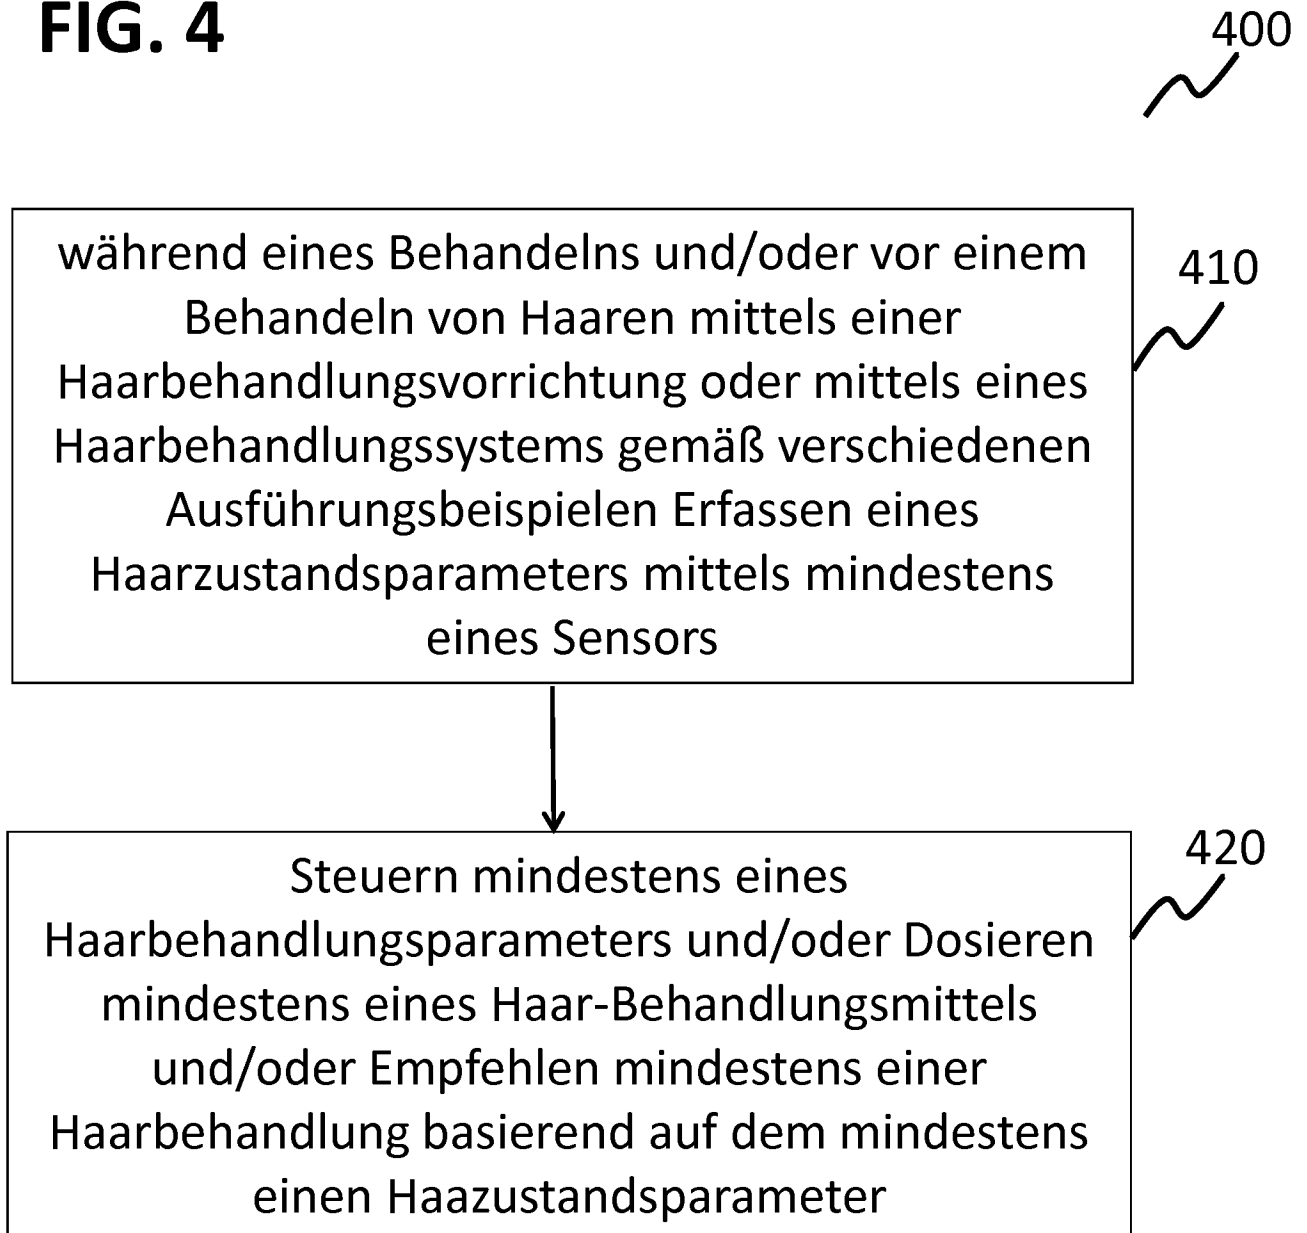 FIG. 4
400
während eines Behandelns und/oder vor einem
Behandeln von Haaren mittels einer
Haarbehandlungsvorrichtung oder mittels eines
Haarbehandlungssystems gemäß verschiedenen
Ausführungsbeispielen Erfassen eines
Haarzustandsparameters mittels mindestens
eines Sensors
410
Steuern mindestens eines
Haarbehandlungsparameters und/oder Dosieren
mindestens eines Haar-Behandlungsmittels
und/oder Empfehlen mindestens einer
Haarbehandlung basierend auf dem mindestens
einen Haazustandsparameter
420